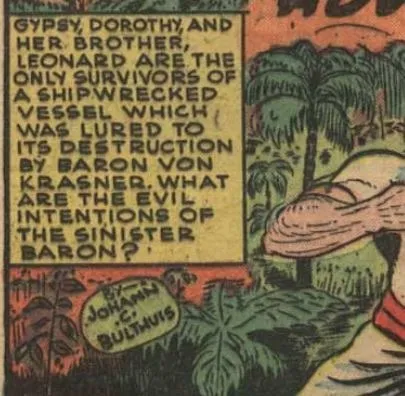 GYPSY, DOROTHY, AND
HER BROTHER,
LEONARD ARE THE
ONLY SURVIVORS OF
A SHIPWRECKED
VESSEL WHICH
WAS LURED TO
ITS DESTRUCTION
BY BARON VON
KRASNER. WHAT
ARE THE EVIL
INTENTIONS OF
THE SINISTER
BARON?
BY—
JOHANN
C.
BULTHUIS